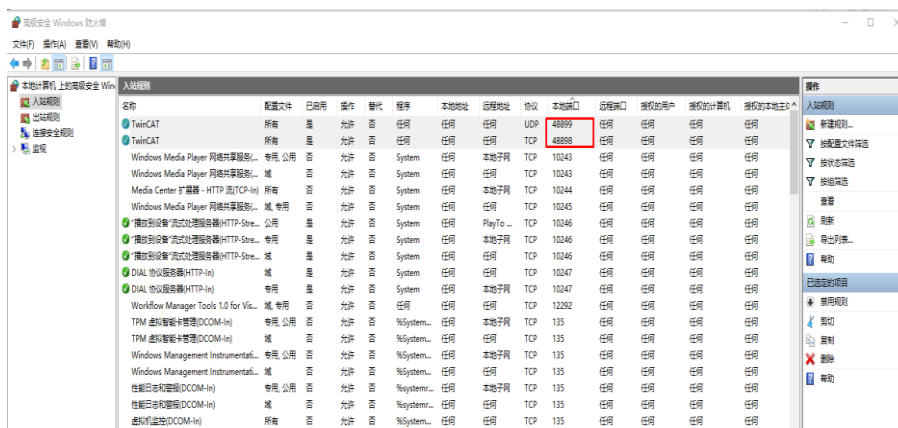 高级安全 Windows 防火墙
文件(F) 操作(A) 查看(V) 帮助(H)
本地计算机 上的高级安全 Win
入站规则
出站规则
连接安全规则
监视
入站规则
名称 配置文件 已启用 操作 替代 程序 本地地址 远程地址 协议 本地端口 远程端口 授权的用户 授权的计算机 授权的本地主
TwinCAT 所有 是 允许 否 任何 任何 任何 UDP 48899 任何 任何 任何 任何
TwinCAT 所有 是 允许 否 任何 任何 任何 TCP 48898 任何 任何 任何 任何
Windows Media Player 网络共享服务(... 专用, 公用 否 允许 否 System 任何 本地子网 TCP 10243 任何 任何 任何 任何
Windows Media Player 网络共享服务(... 域 否 允许 否 System 任何 任何 TCP 10243 任何 任何 任何 任何
Media Center 扩展器 - HTTP 流(TCP-In) 所有 否 允许 否 System 任何 本地子网 TCP 10244 任何 任何 任何 任何
Windows Media Player 网络共享服务(... 域, 专用 否 允许 否 System 任何 任何 TCP 10245 任何 任何 任何 任何
"播放到设备"流式处理服务器(HTTP-Stre... 公用 是 允许 否 System 任何 PlayTo ... TCP 10246 任何 任何 任何 任何
"播放到设备"流式处理服务器(HTTP-Stre... 专用 是 允许 否 System 任何 本地子网 TCP 10246 任何 任何 任何 任何
"播放到设备"流式处理服务器(HTTP-Stre... 域 是 允许 否 System 任何 任何 TCP 10246 任何 任何 任何 任何
DIAL 协议服务器(HTTP-In) 域 是 允许 否 System 任何 任何 TCP 10247 任何 任何 任何 任何
DIAL 协议服务器(HTTP-In) 专用 是 允许 否 System 任何 本地子网 TCP 10247 任何 任何 任何 任何
Workflow Manager Tools 1.0 for Vis... 域, 专用 否 允许 否 任何 任何 任何 TCP 12292 任何 任何 任何 任何
TPM 虚拟智能卡管理(DCOM-In) 专用, 公用 否 允许 否 %System... 任何 本地子网 TCP 135 任何 任何 任何 任何
TPM 虚拟智能卡管理(DCOM-In) 域 否 允许 否 %System... 任何 任何 TCP 135 任何 任何 任何 任何
Windows Management Instrumentati... 专用, 公用 否 允许 否 %System... 任何 本地子网 TCP 135 任何 任何 任何 任何
Windows Management Instrumentati... 域 否 允许 否 %System... 任何 任何 TCP 135 任何 任何 任何 任何
性能日志和警报(DCOM-In) 专用, 公用 否 允许 否 %systemr... 任何 本地子网 TCP 135 任何 任何 任何 任何
性能日志和警报(DCOM-In) 域 否 允许 否 %systemr... 任何 任何 TCP 135 任何 任何 任何 任何
虚拟机监控(DCOM-In) 所有 否 允许 否 %System... 任何 任何 TCP 135 任何 任何 任何 任何
操作
入站规则
新建规则...
按配置文件筛选
按状态筛选
按组筛选
查看
刷新
导出列表...
帮助
已选定的项目
禁用规则
剪切
复制
删除
帮助